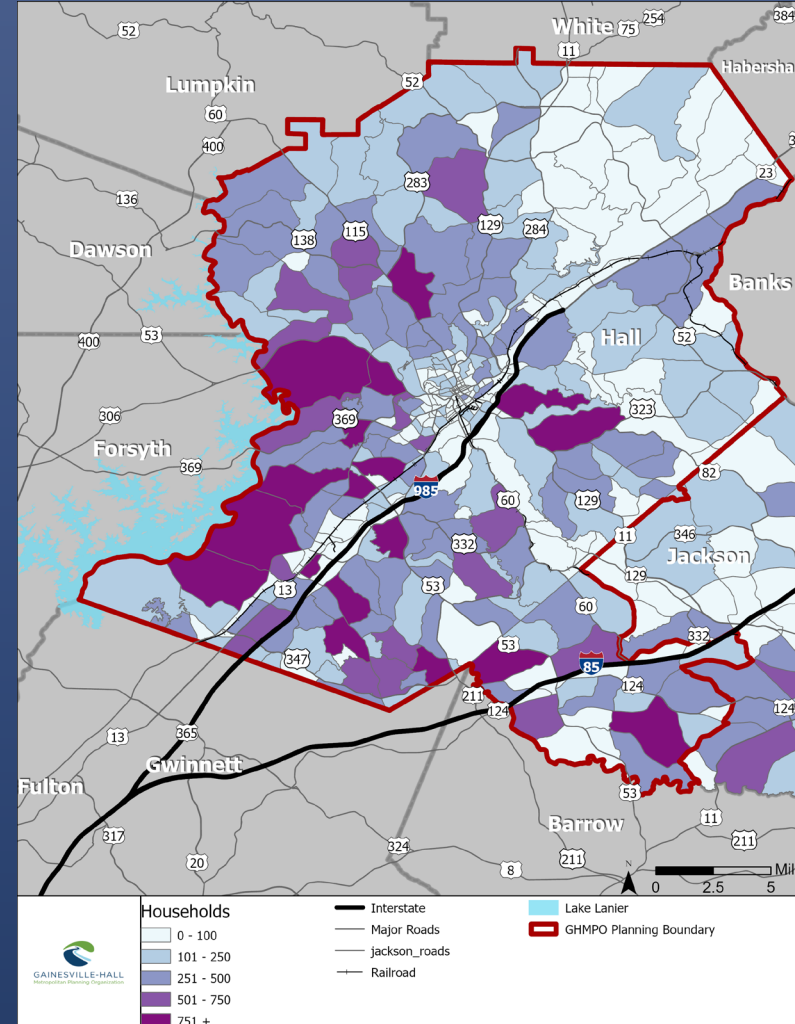 52
White
75
254
384
11
Lumpkin
52
Habersha
60
400
23
283
136
129
284
115
138
Dawson
Banks
53
Hall
52
400
306
369
323
Forsyth
369
82
985
60
129
11
346
332
Jackson
129
13
53
60
53
332
347
85
124
211
124
124
365
13
Gwinnett
Fulton
53
Barrow
11
317
324
211
211
20
8
N
Mil
0 2.5 5
Households
0 - 100
101 - 250
251 - 500
501 - 750
751 +
Interstate
Major Roads
jackson_roads
Railroad
Lake Lanier
GHMPO Planning Boundary
GAINESVILLE-HALL
Metropolitan Planning Organization